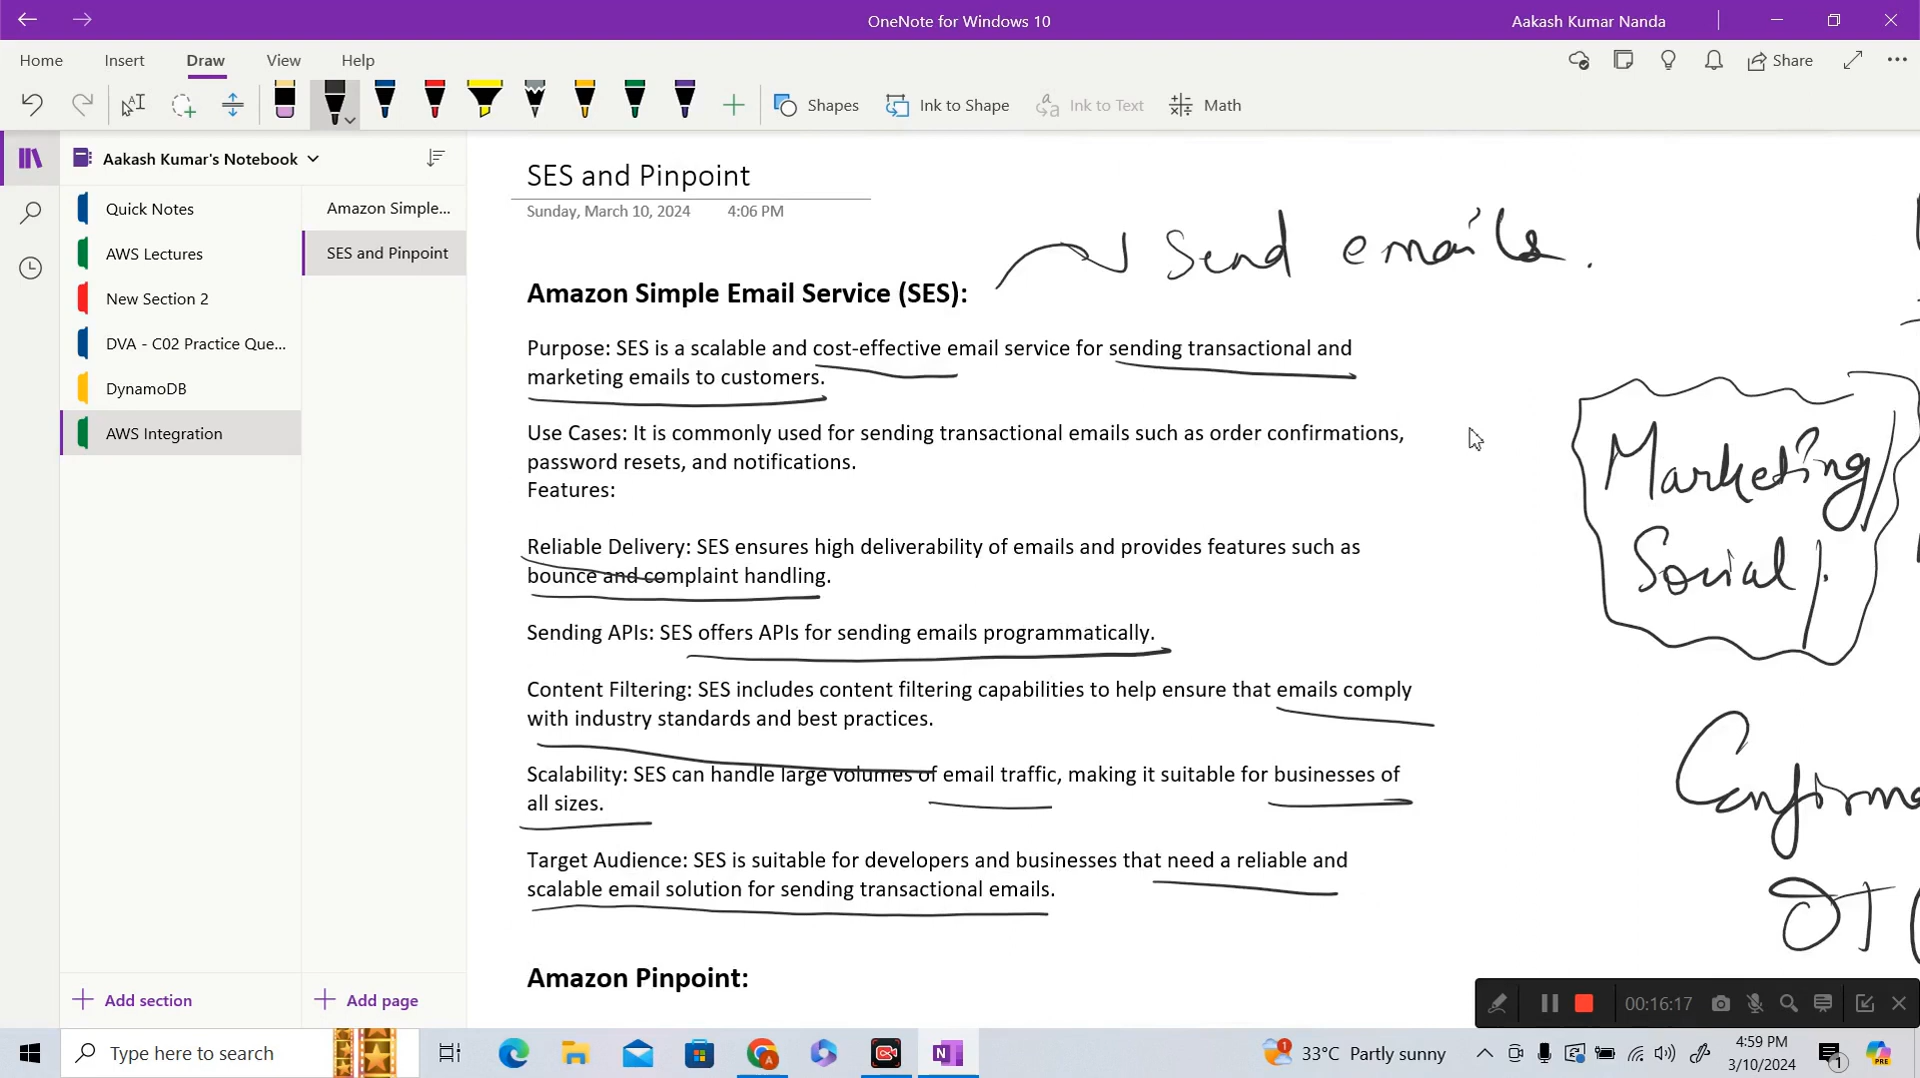 OneNote for Windows 10
Aakash Kumar Nanda
Home Insert Draw View Help
Share
Shapes Ink to Shape Ink to Text Math
Aakash Kumar's Notebook
Quick Notes
AWS Lectures
New Section 2
DVA - C02 Practice Que...
DynamoDB
AWS Integration
Amazon Simple...
SES and Pinpoint
SES and Pinpoint
Sunday, March 10, 2024 4:06 PM
Send emails.
Amazon Simple Email Service (SES):
Purpose: SES is a scalable and cost-effective email service for sending transactional and
marketing emails to customers.
Use Cases: It is commonly used for sending transactional emails such as order confirmations,
password resets, and notifications.
Features:
Reliable Delivery: SES ensures high deliverability of emails and provides features such as
bounce and complaint handling.
Sending APIs: SES offers APIs for sending emails programmatically.
Content Filtering: SES includes content filtering capabilities to help ensure that emails comply
with industry standards and best practices.
Scalability: SES can handle large volumes of email traffic, making it suitable for businesses of
all sizes.
Target Audience: SES is suitable for developers and businesses that need a reliable and
scalable email solution for sending transactional emails.
Amazon Pinpoint:
Marketing/
Social/.
Confirma
OT
Add section
Add page
00:16:17
Type here to search
33°C Partly sunny
4:59 PM
3/10/2024
1
1
PRE